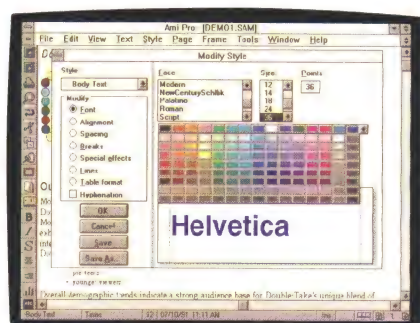 Ami Pro [DEMO1.SAM]
File Edit View Text Style Page Frame Tools Window Help
Modify Style
Style
Body Text
Modify
Font
Alignment
Spacing
Breaks
Special effects
Lines
Table format
Hyphenation
OK
Cancel
Save
Save As...
Face
Modern
NewCenturySchlbk
Palatino
Roman
Script
Size
12
14
18
24
36
Points
36
Helvetica
younger viewers
Overall demographic trends indicate a strong audience base for Double-Take's unique blend of
Body Text